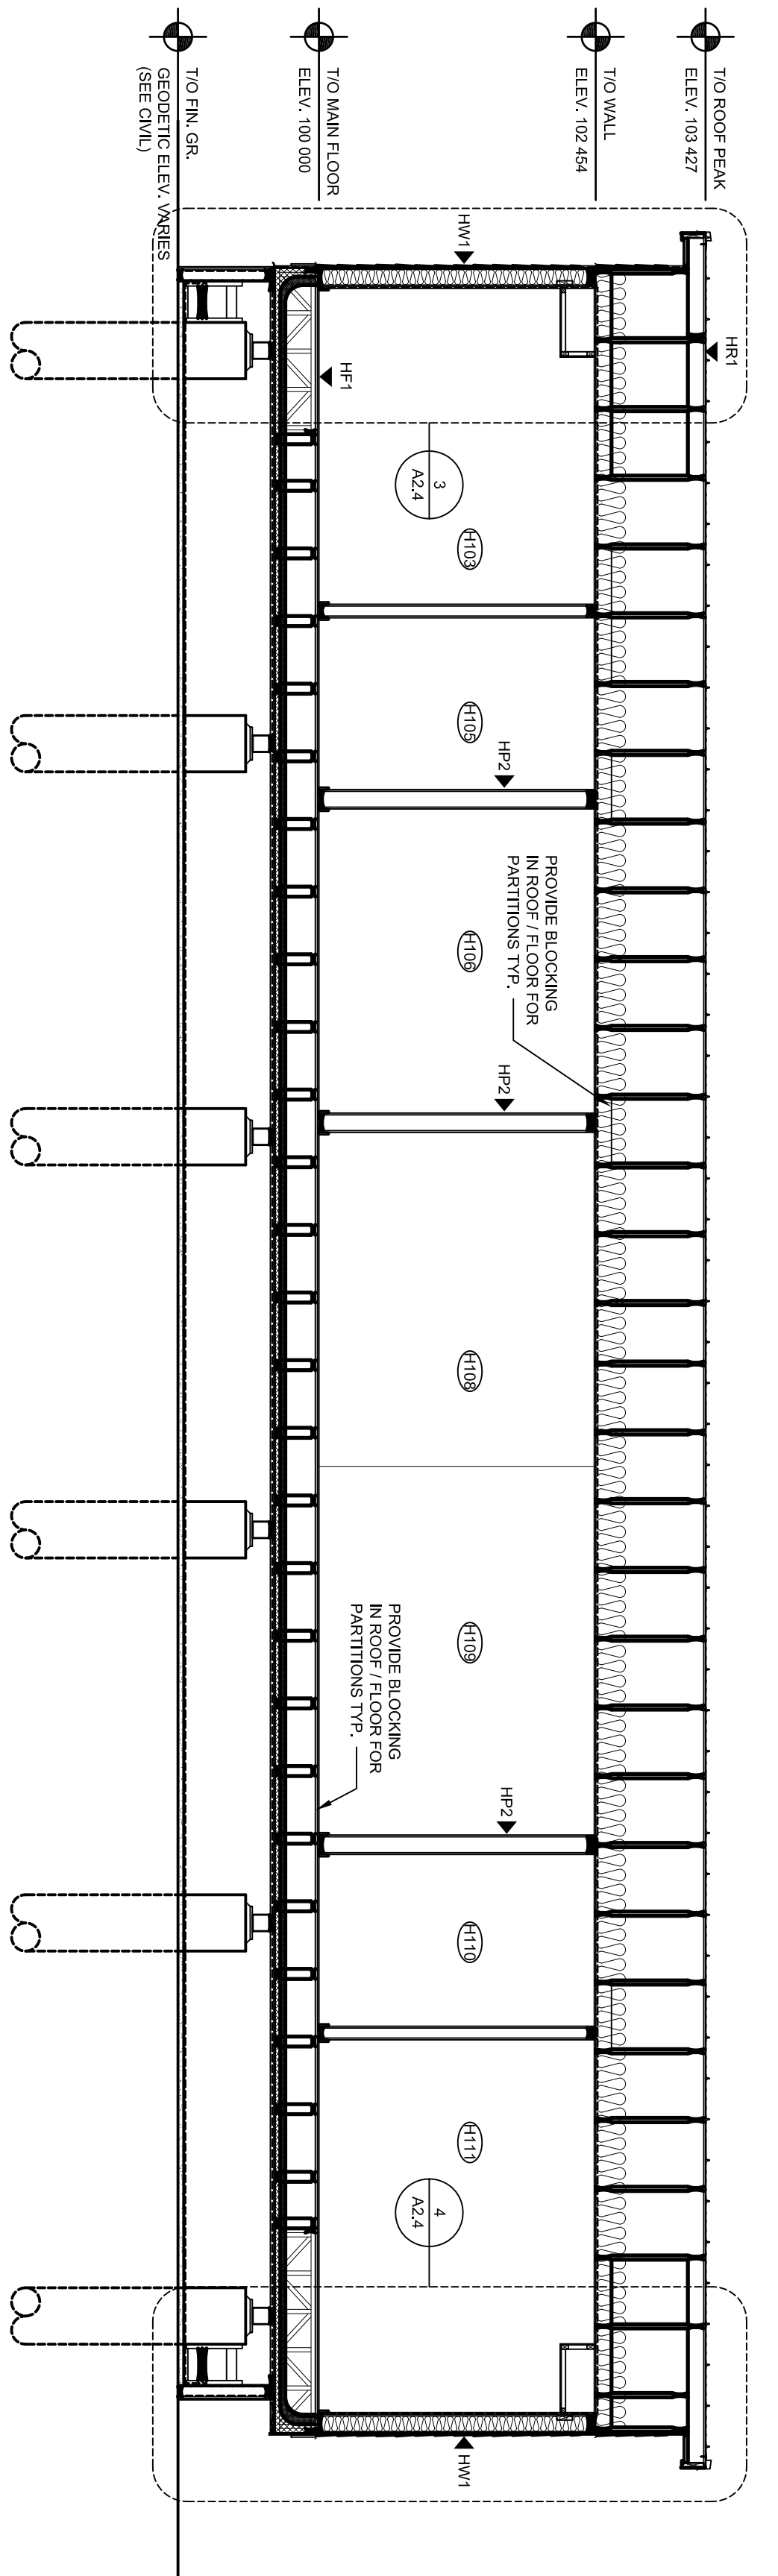 T/O ROOF PEAK
ELEV. 103 427
T/O WALL
ELEV. 102 454
T/O MAIN FLOOR
ELEV. 100 000
T/O FIN. GR.
GEODETIC ELEV. VARIES
(SEE CIVIL)
HR1
HW1
HF1
3
A2.4
H103
H105
HP2
H106
PROVIDE BLOCKING
IN ROOF / FLOOR FOR
PARTITIONS TYP.
HP2
H108
H109
PROVIDE BLOCKING
IN ROOF / FLOOR FOR
PARTITIONS TYP.
HP2
H110
H111
4
A2.4
HW1